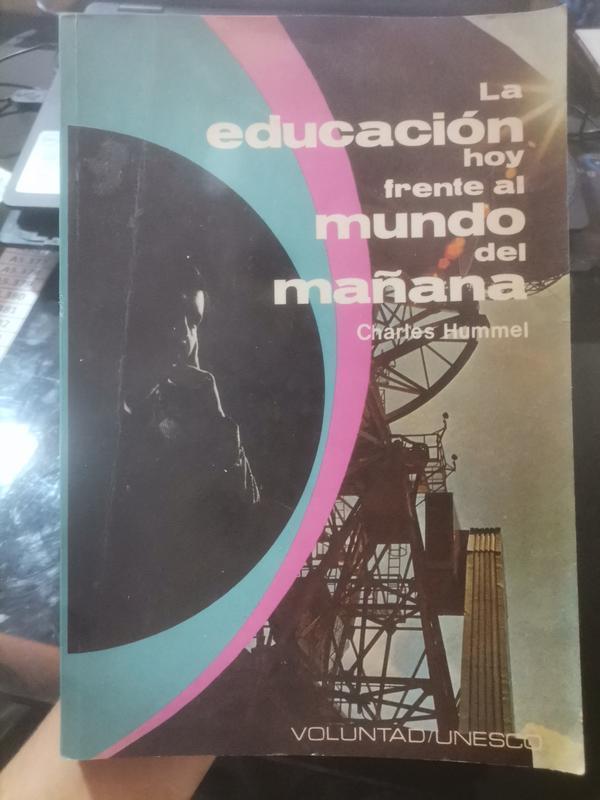 La
educación
hoy
frente al
mundo
del
mañana
Charles Hummel
VOLUNTAD/UNESCO